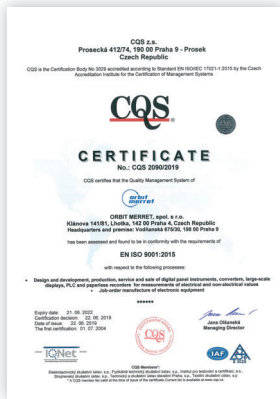 CQS z.s.
Prosecká 412/74, 190 00 Praha 9 - Prosek
Czech Republic
CQS is the Certification Body No 3029 accredited according to Standard EN ISO/IEC 17021-1:2015 by the Czech
Accreditation Institute for the Certification of Management Systems
CQS
CERTIFICATE
No.: CQS 2090/2019
CQS certifies that the Quality Management System of
orbit
merret
ORBIT MERRET, spol. s r.o.
Klánova 141/81, Lhotka, 142 00 Praha 4, Czech Republic
Headquarters and premise: Vodňanská 675/30, 198 00 Praha 9
has been assessed and found to be in conformity with the requirements of
EN ISO 9001:2015
with respect to the following processes:
• Design and development, production, service and sale of digital panel instruments, converters, large-scale
displays, PLC and paperless recorders for measurements of electrical and non-electrical values
• Job-order manufacture of electronic equipment
******
Expiry date: 21. 06. 2022
Certification decision: 22. 06. 2019
Date of issue: 22. 06. 2019
The first certification: 01. 07. 2004
Jana Olšanská
Managing Director
CQS
IQNet
IAF
CQS Members*: